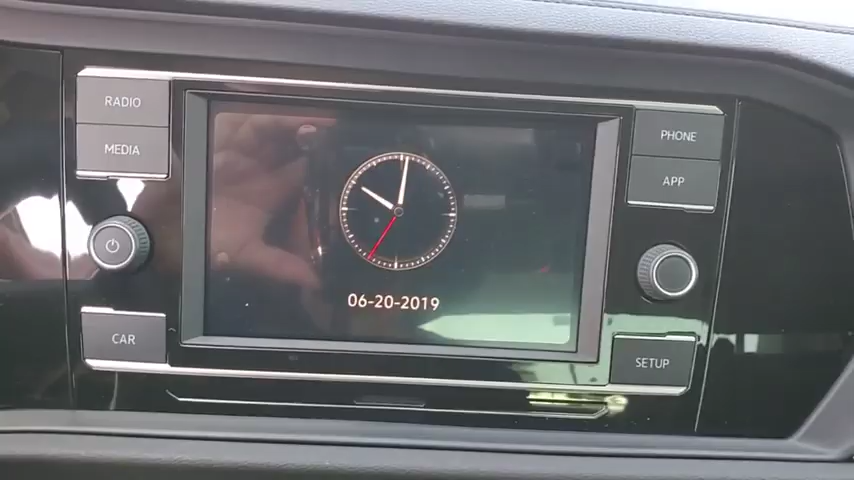 RADIO
MEDIA
CAR
06-20-2019
PHONE
APP
SETUP